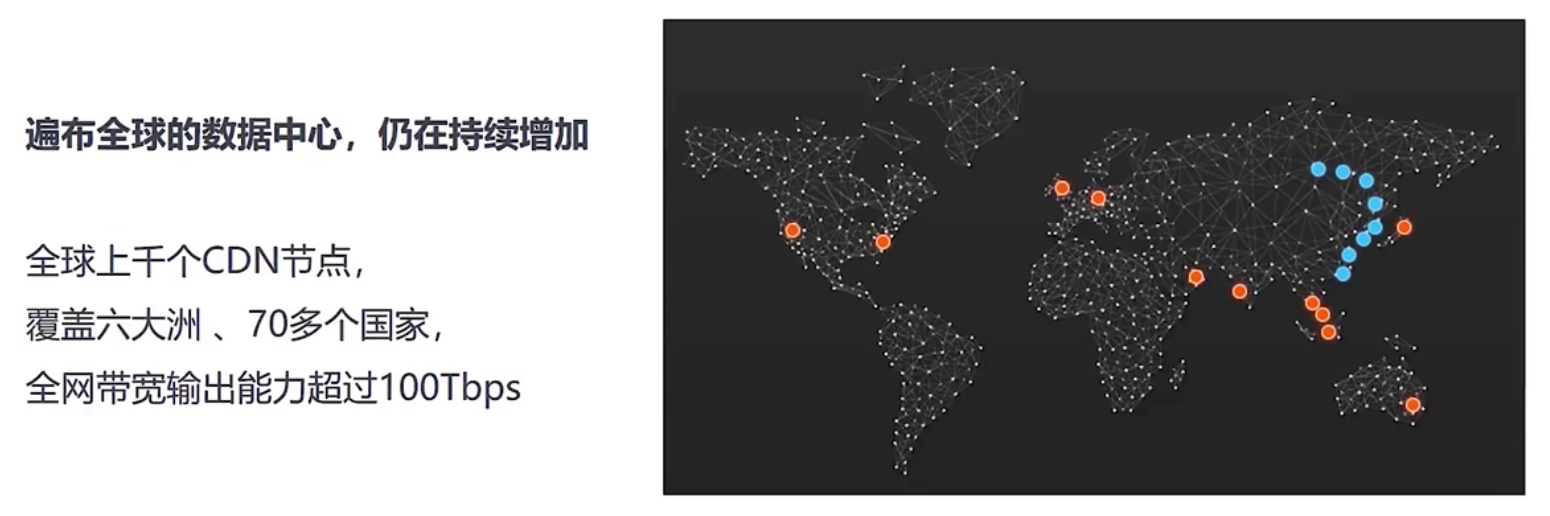 遍布全球的数据中心，仍在持续增加
全球上千个CDN节点，
覆盖六大洲 、70多个国家，
全网带宽输出能力超过100Tbps